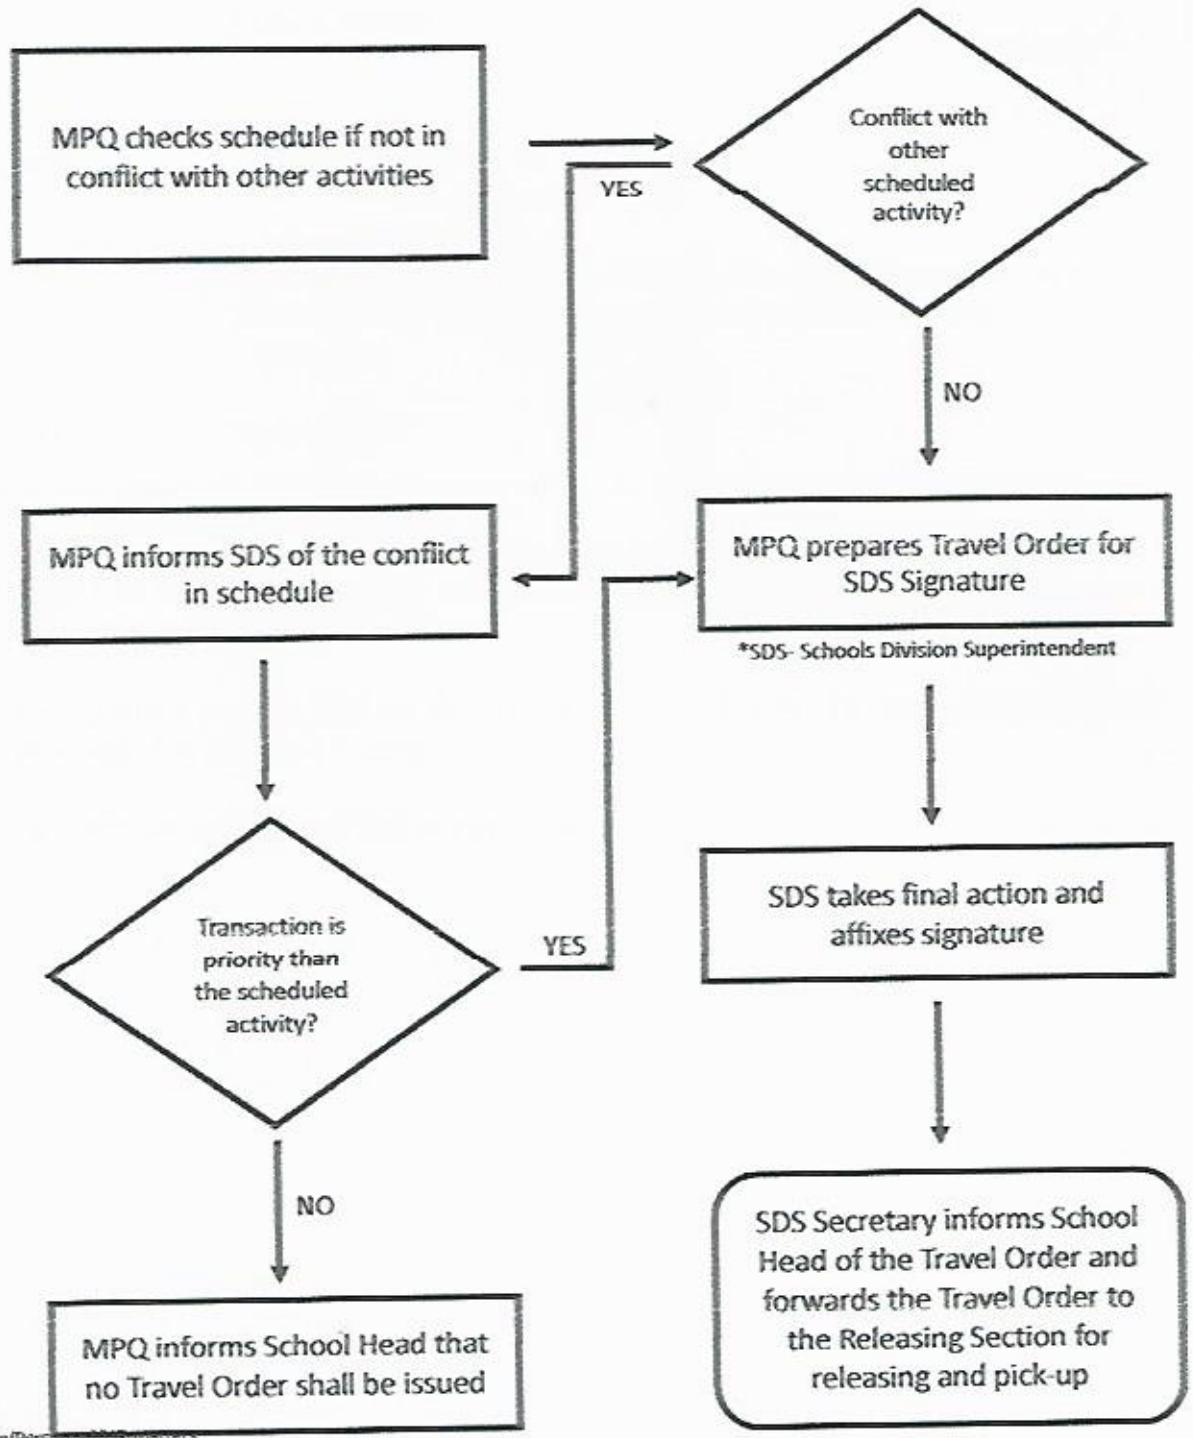 MPQ checks schedule if not in
conflict with other activities
Conflict with
other
scheduled
activity?
YES
NO
MPQ informs SDS of the conflict
in schedule
MPQ prepares Travel Order for
SDS Signature
*SDS- Schools Division Superintendent
Transaction is
priority than
the scheduled
activity?
YES
SDS takes final action and
affixes signature
NO
MPQ informs School Head that
no Travel Order shall be issued
SDS Secretary informs School
Head of the Travel Order and
forwards the Travel Order to
the Releasing Section for
releasing and pick-up